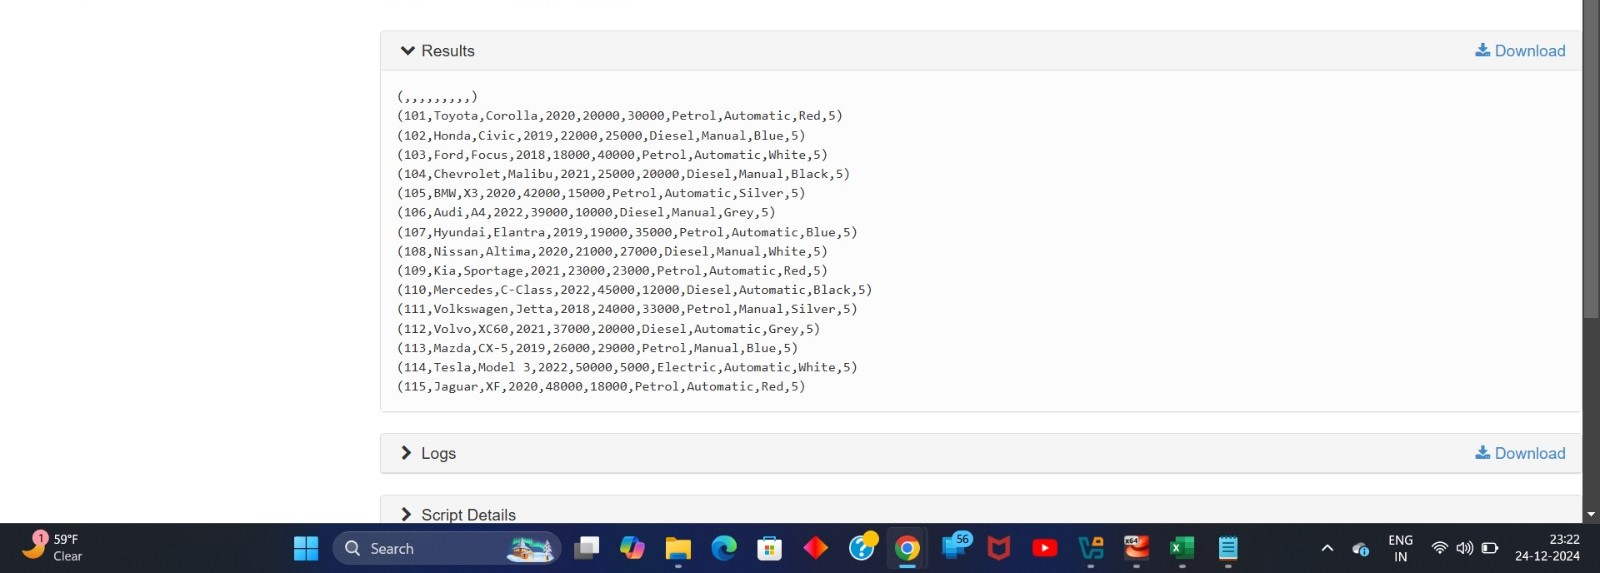 Results
Download
(,,,,,,,,,)
(101,Toyota,Corolla,2020,20000,30000,Petrol,Automatic,Red,5)
(102,Honda,Civic,2019,22000,25000,Diesel,Manual,Blue,5)
(103,Ford,Focus,2018,18000,40000,Petrol,Automatic,White,5)
(104,Chevrolet,Malibu,2021,25000,20000,Diesel,Manual,Black,5)
(105,BMW,X3,2020,42000,15000,Petrol,Automatic,Silver,5)
(106,Audi,A4,2022,39000,10000,Diesel,Manual,Grey,5)
(107,Hyundai,Elantra,2019,19000,35000,Petrol,Automatic,Blue,5)
(108,Nissan,Altima,2020,21000,27000,Diesel,Manual,White,5)
(109,Kia,Sportage,2021,23000,23000,Petrol,Automatic,Red,5)
(110,Mercedes,C-Class,2022,45000,12000,Diesel,Automatic,Black,5)
(111,Volkswagen,Jetta,2018,24000,33000,Petrol,Manual,Silver,5)
(112,Volvo,XC60,2021,37000,20000,Diesel,Automatic,Grey,5)
(113,Mazda,CX-5,2019,26000,29000,Petrol,Manual,Blue,5)
(114,Tesla,Model 3,2022,50000,5000,Electric,Automatic,White,5)
(115,Jaguar,XF,2020,48000,18000,Petrol,Automatic,Red,5)
Logs
Download
Script Details
1
59°F
Clear
Search
56
X64
ENG
IN
23:22
24-12-2024